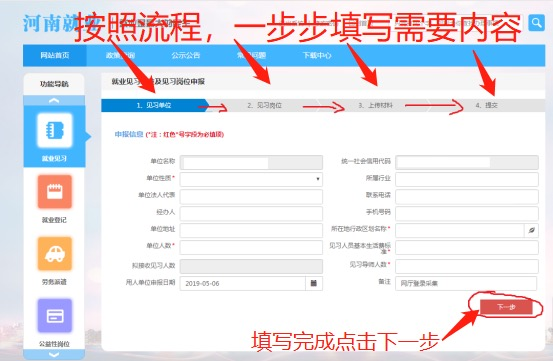 河南就业
按照流程，一步步填写需要内容
网站首页
公示公告
下载中心
功能导航
就业见习
就业登记
劳务派遣
公益性岗位
就业见习 及见习岗位申报
1、见习单位
2、见习岗位
3、上传材料
4、提交
申报信息 (*注：红色*号字段为必填项)
单位名称
统一社会信用代码
单位性质*
所属行业
单位法人代表
联系电话
经办人
手机号码
单位地址
所在地行政区划名称*
单位人数*
见习人员基本生活费标准*
拟接收见习人数
见习导师人数*
用人单位申报日期 2019-05-06
备注 网厅登录采集
下一步
填写完成点击下一步